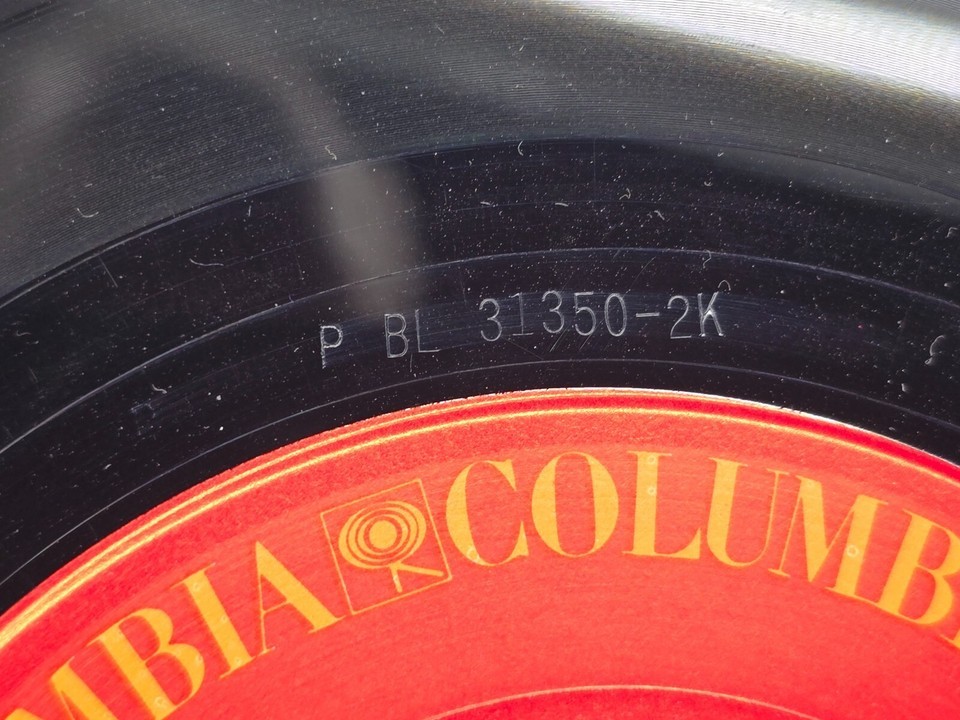 P BL 31350-2K
MBIA COLUMB